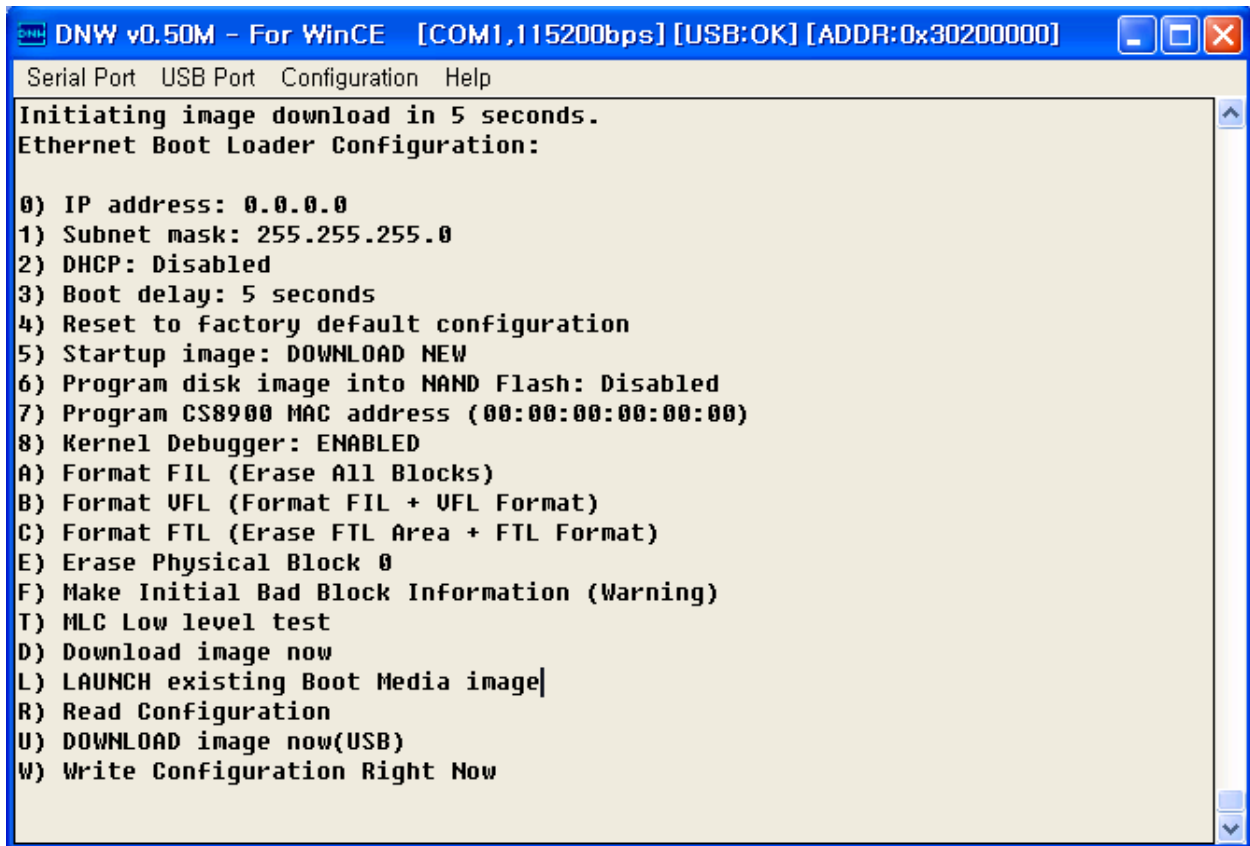 DNW v0.50M - For WinCE [COM1,115200bps] [USB:OK] [ADDR:0x30200000]
Serial Port USB Port Configuration Help
Initiating image download in 5 seconds.
Ethernet Boot Loader Configuration:
0) IP address: 0.0.0.0
1) Subnet mask: 255.255.255.0
2) DHCP: Disabled
3) Boot delay: 5 seconds
4) Reset to factory default configuration
5) Startup image: DOWNLOAD NEW
6) Program disk image into NAND Flash: Disabled
7) Program CS8900 MAC address (00:00:00:00:00:00)
8) Kernel Debugger: ENABLED
A) Format FIL (Erase All Blocks)
B) Format VFL (Format FIL + VFL Format)
C) Format FTL (Erase FTL Area + FTL Format)
E) Erase Physical Block 0
F) Make Initial Bad Block Information (Warning)
T) MLC Low level test
D) Download image now
L) LAUNCH existing Boot Media image
R) Read Configuration
U) DOWNLOAD image now(USB)
W) Write Configuration Right Now